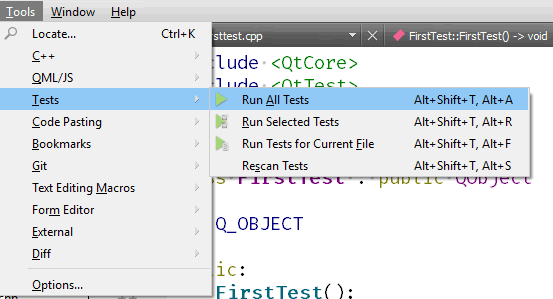 Tools Window Help
Locate... Ctrl+K
C++
QML/JS
Tests
Code Pasting
Bookmarks
Git
Text Editing Macros
Form Editor
External
Diff
Options...
Run All Tests Alt+Shift+T, Alt+A
Run Selected Tests Alt+Shift+T, Alt+R
Run Tests for Current File Alt+Shift+T, Alt+F
Rescan Tests Alt+Shift+T, Alt+S
rsttest.cpp FirstTest::FirstTest() -> void
clude <QtCore>
clude <QtTest>
s FirstTest : public QObject
Q_OBJECT
ic:
FirstTest();